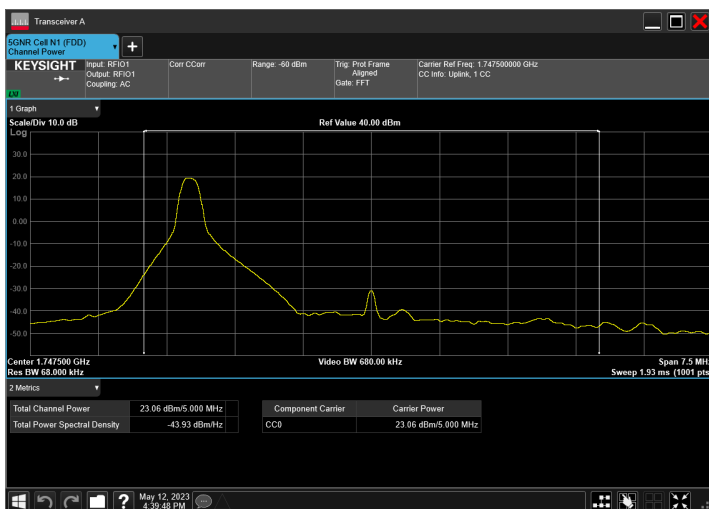 Transceiver A
5GNR Cell N1 (FDD)
Channel Power
KEYSIGHT
LXI
Input: RFIO1
Output: RFIO1
Coupling: AC
Corr CCorr
Range: -60 dBm
Trig: Prot Frame
Aligned
Gate: FFT
Carrier Ref Freq: 1.747500000 GHz
CC Info: Uplink, 1 CC
1 Graph
Scale/Div 10.0 dB
Ref Value 40.00 dBm
Log
30.0
20.0
10.0
0.00
-10.0
-20.0
-30.0
-40.0
-50.0
Center 1.747500 GHz
Video BW 680.00 kHz
Span 7.5 MHz
Res BW 68.000 kHz
Sweep 1.93 ms (1001 pts
2 Metrics
Total Channel Power 23.06 dBm/5.000 MHz
Total Power Spectral Density -43.93 dBm/Hz
Component Carrier Carrier Power
CC0 23.06 dBm/5.000 MHz
?
May 12, 2023
4:39:48 PM